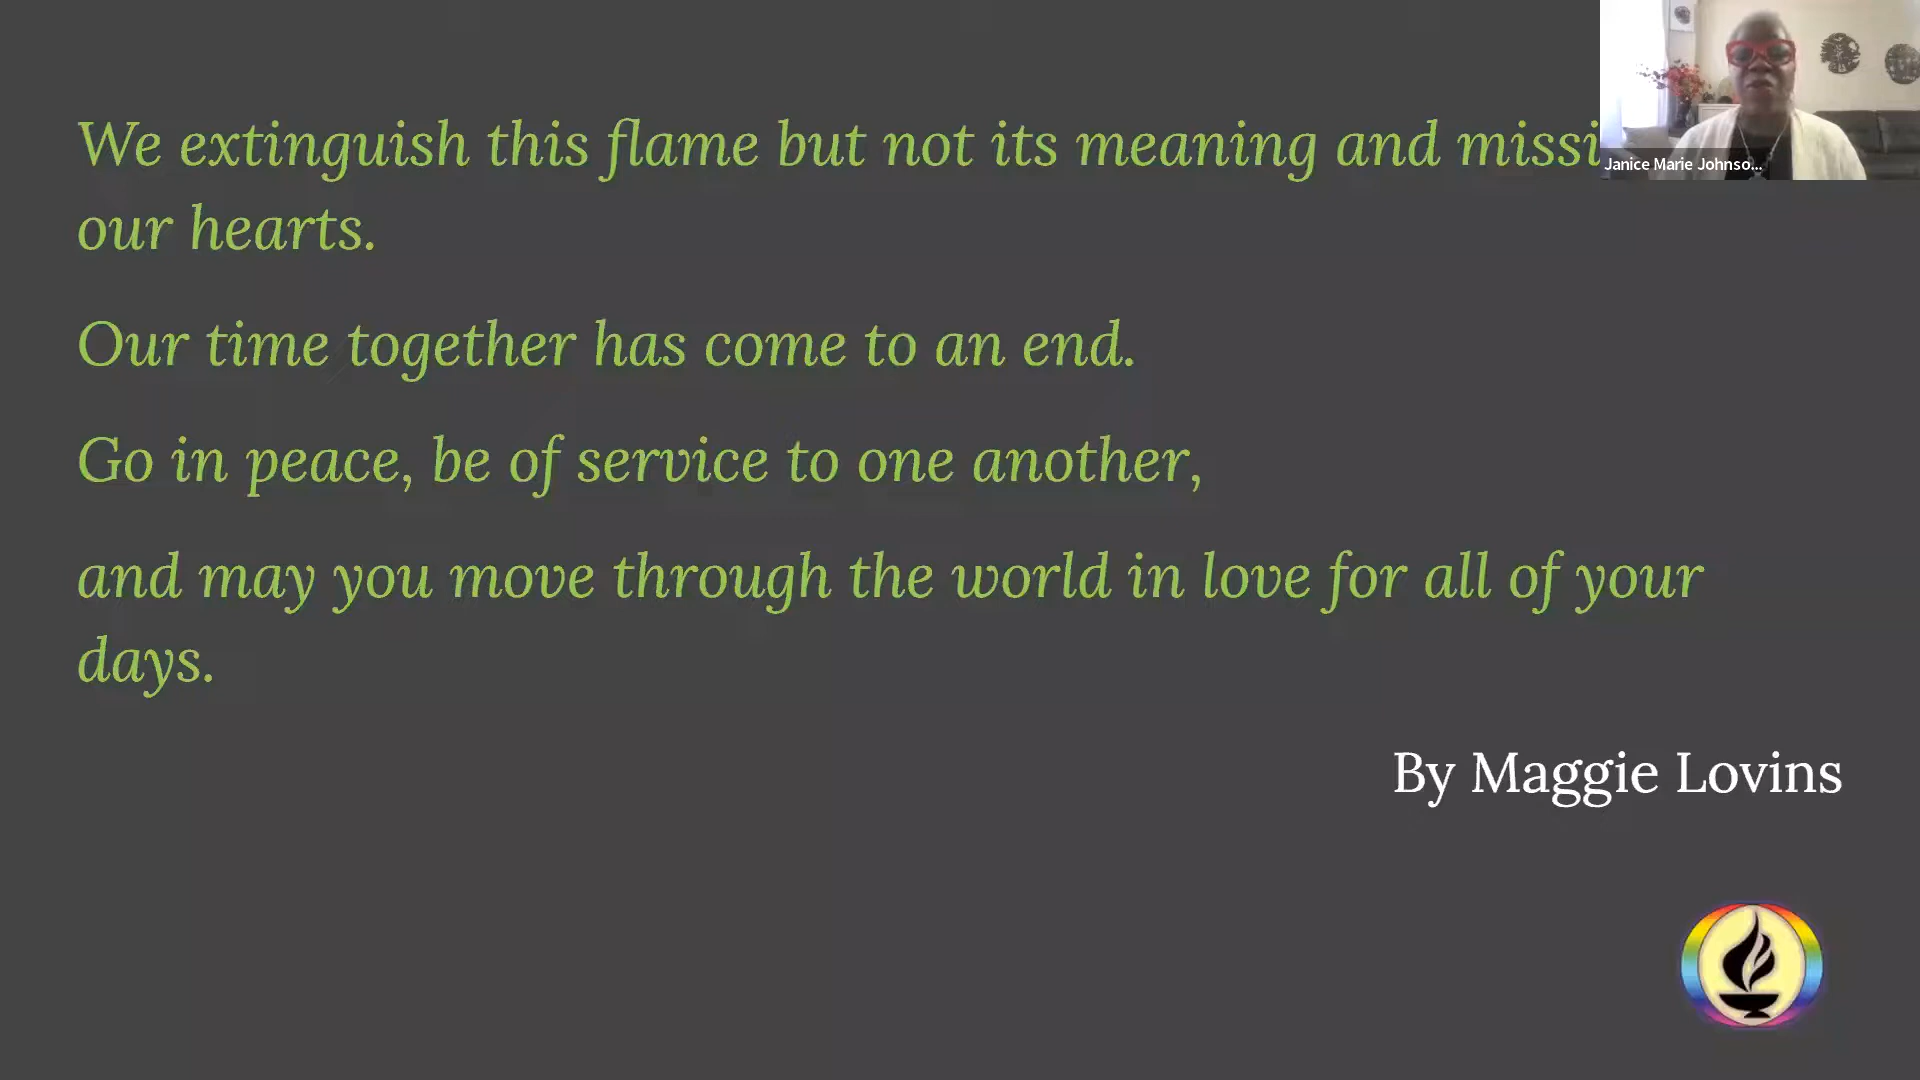 We extinguish this flame but not its meaning and missi
our hearts.
Our time together has come to an end.
Go in peace, be of service to one another,
and may you move through the world in love for all of your
days.
By Maggie Lovins
Janice Marie Johnso...